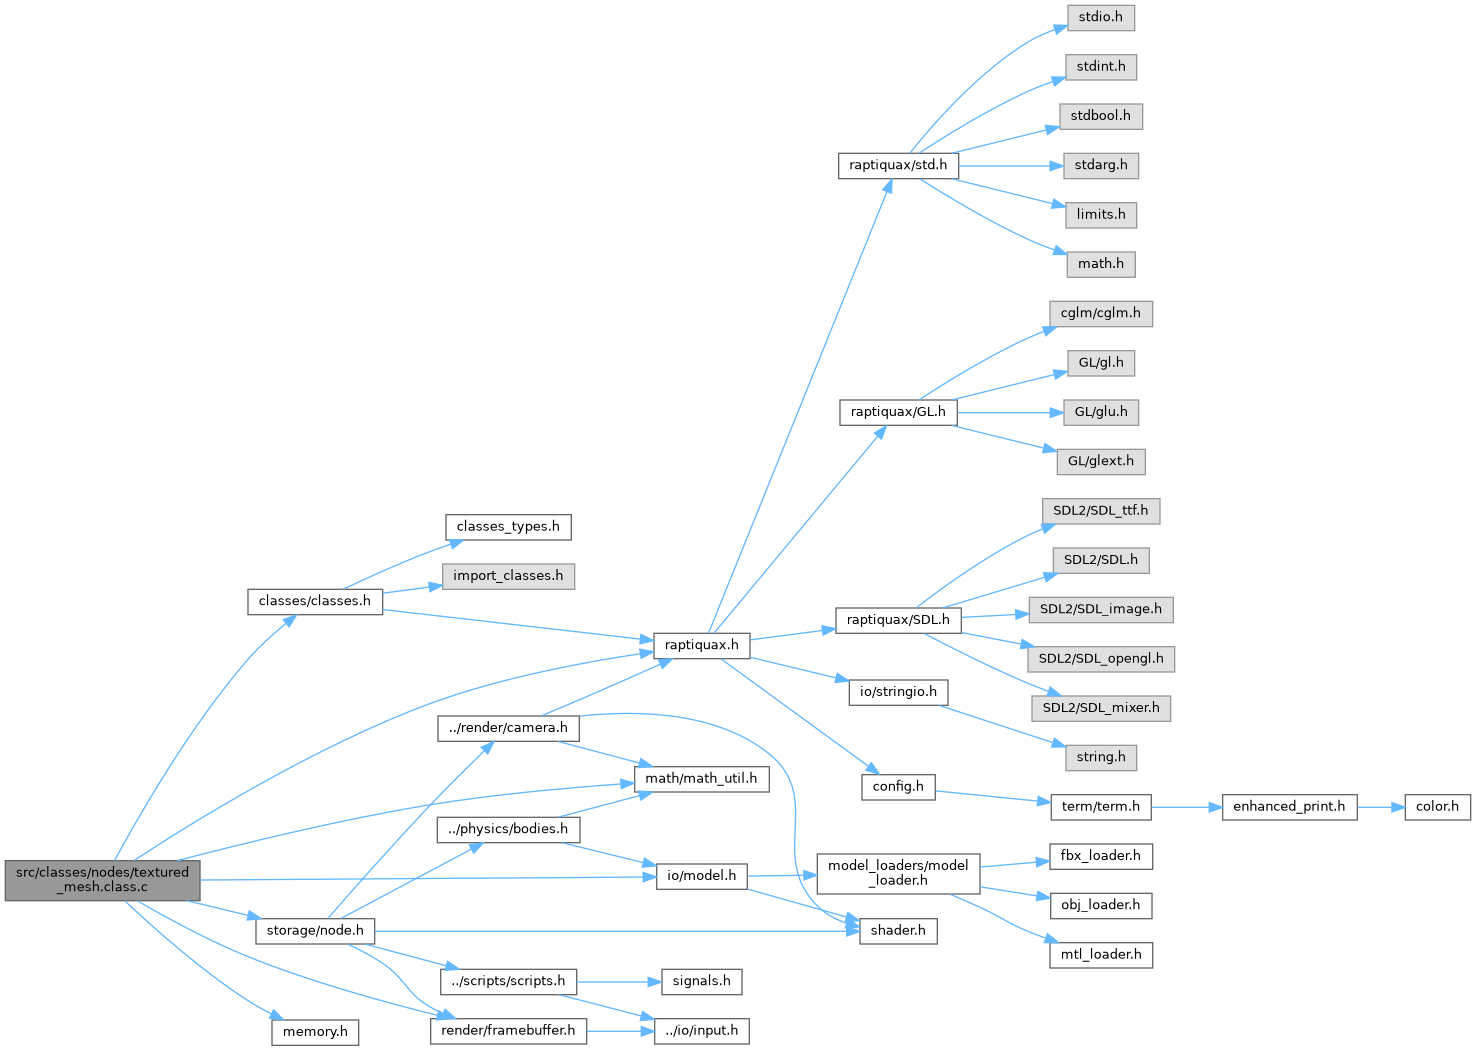 stdio.h
stdint.h
stdbool.h
raptiquax/std.h
stdarg.h
limits.h
math.h
cglm/cglm.h
GL/gl.h
raptiquax/GL.h
GL/glu.h
GL/glext.h
SDL2/SDL_ttf.h
classes_types.h
SDL2/SDL.h
import_classes.h
classes/classes.h
SDL2/SDL_image.h
raptiquax/SDL.h
raptiquax.h
SDL2/SDL_opengl.h
io/stringio.h
SDL2/SDL_mixer.h
../render/camera.h
string.h
math/math_util.h
config.h
term/term.h
enhanced_print.h
color.h
../physics/bodies.h
fbx_loader.h
src/classes/nodes/textured
_mesh.class.c
io/model.h
model_loaders/model
_loader.h
obj_loader.h
storage/node.h
shader.h
mtl_loader.h
../scripts/scripts.h
signals.h
memory.h
render/framebuffer.h
../io/input.h